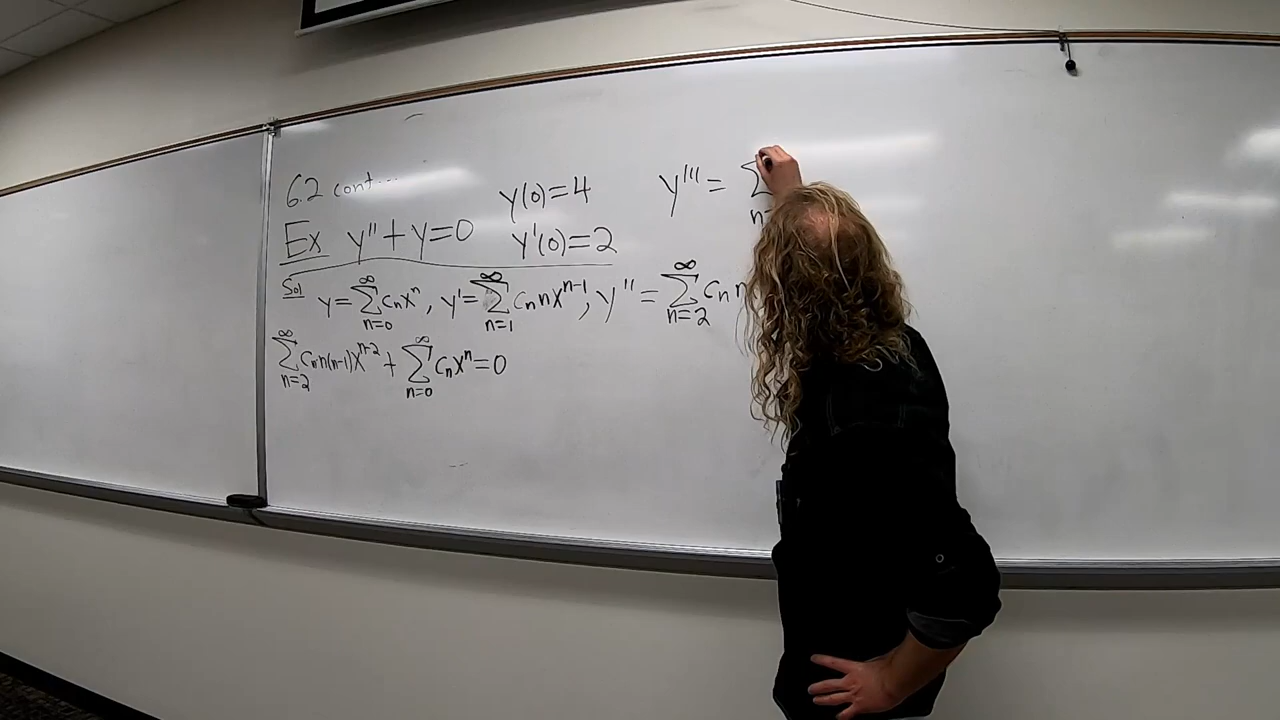 6.2 cont...
Ex y''+y=0 y(0)=4
y'(0)=2
y'''= ∑ n=
Sol y=∑_{n=0}^{∞} c_n x^n, y'=∑_{n=1}^{∞} c_n n x^{n-1}, y''=∑_{n=2}^{∞} c_n n
∑_{n=2}^{∞} c_n n(n-1)x^{n-2} + ∑_{n=0}^{∞} c_n x^n=0